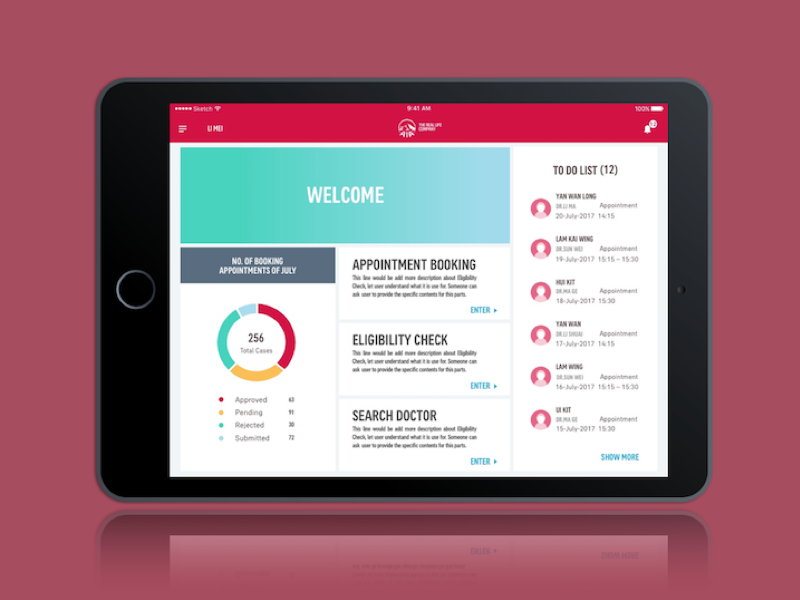 Sketch
9:41 AM
100%
LI MEI
AIA
THE REAL LIFE
COMPANY
12
WELCOME
NO. OF BOOKING
APPOINTMENTS OF JULY
256
Total Cases
Approved 63
Pending 91
Rejected 30
Submitted 72
APPOINTMENT BOOKING
This line would be add more description about Eligibility
Check, let user understand what it is use for. Someone can
ask user to provide the specific contents for this parts.
ENTER
ELIGIBILITY CHECK
This line would be add more description about Eligibility
Check, let user understand what it is use for. Someone can
ask user to provide the specific contents for this parts.
ENTER
SEARCH DOCTOR
This line would be add more description about Eligibility
Check, let user understand what it is use for. Someone can
ask user to provide the specific contents for this parts.
ENTER
TO DO LIST (12)
YAN WAN LONG
DR.LI MA Appointment
20-July-2017 14:15
LAM KAI WING
DR.SUN WEI Appointment
19-July-2017 15:15 – 15:30
HUI KIT
DR.MA GE Appointment
18-July-2017 15:30
YAN WAN
DR.LI SHUAI Appointment
17-July-2017 14:15
LAM WING
DR.SUN WEI Appointment
16-July-2017 15:15 – 15:30
UI KIT
DR.MA GE Appointment
15-July-2017 15:30
SHOW MORE